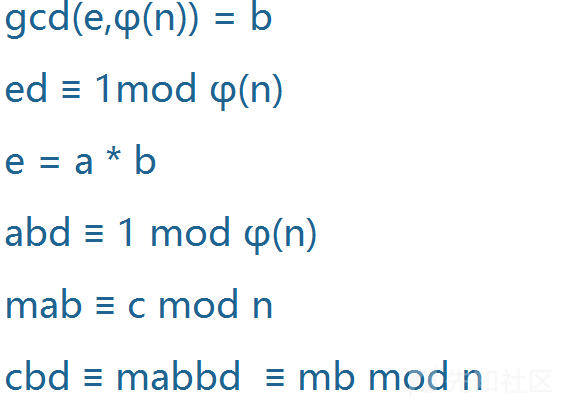 gcd(e,φ(n)) = b
ed ≡ 1mod φ(n)
e = a * b
abd ≡ 1 mod φ(n)
mab ≡ c mod n
cbd ≡ mabbd  ≡ mb mod n